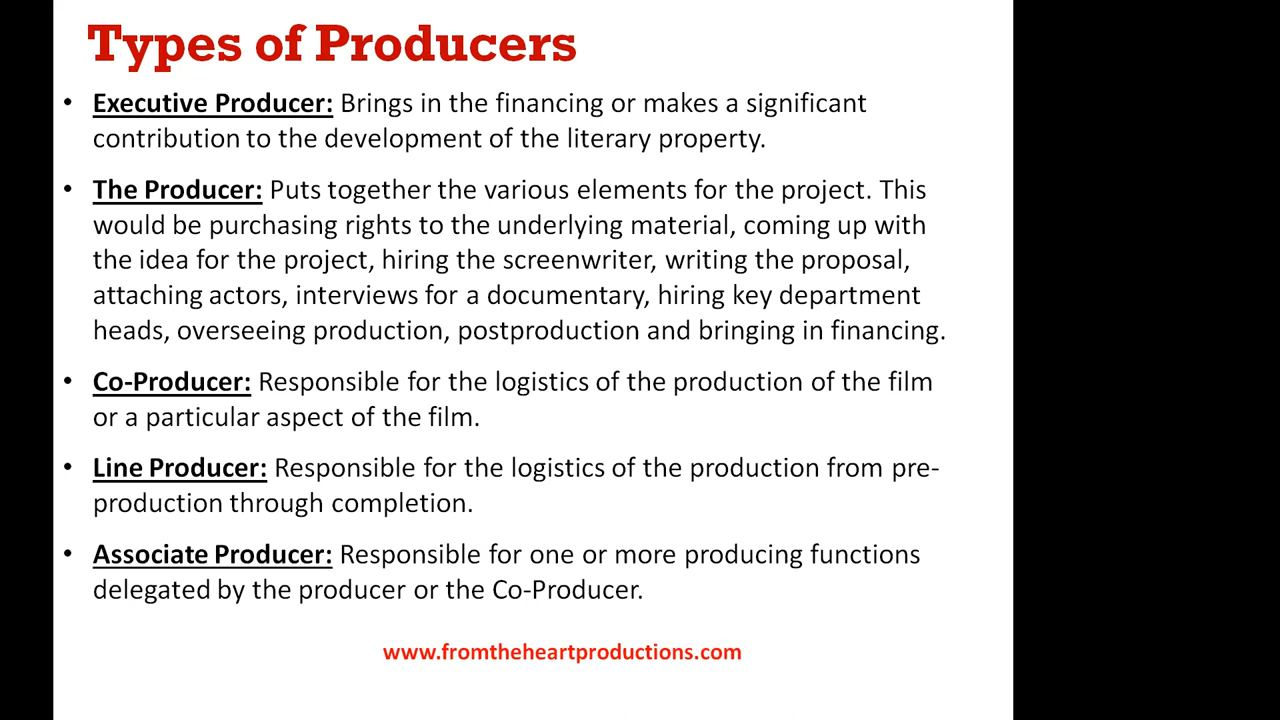 Types of Producers
• Executive Producer: Brings in the financing or makes a significant
contribution to the development of the literary property.
• The Producer: Puts together the various elements for the project. This
would be purchasing rights to the underlying material, coming up with
the idea for the project, hiring the screenwriter, writing the proposal,
attaching actors, interviews for a documentary, hiring key department
heads, overseeing production, postproduction and bringing in financing.
• Co-Producer: Responsible for the logistics of the production of the film
or a particular aspect of the film.
• Line Producer: Responsible for the logistics of the production from pre-
production through completion.
• Associate Producer: Responsible for one or more producing functions
delegated by the producer or the Co-Producer.
www.fromtheheartproductions.com